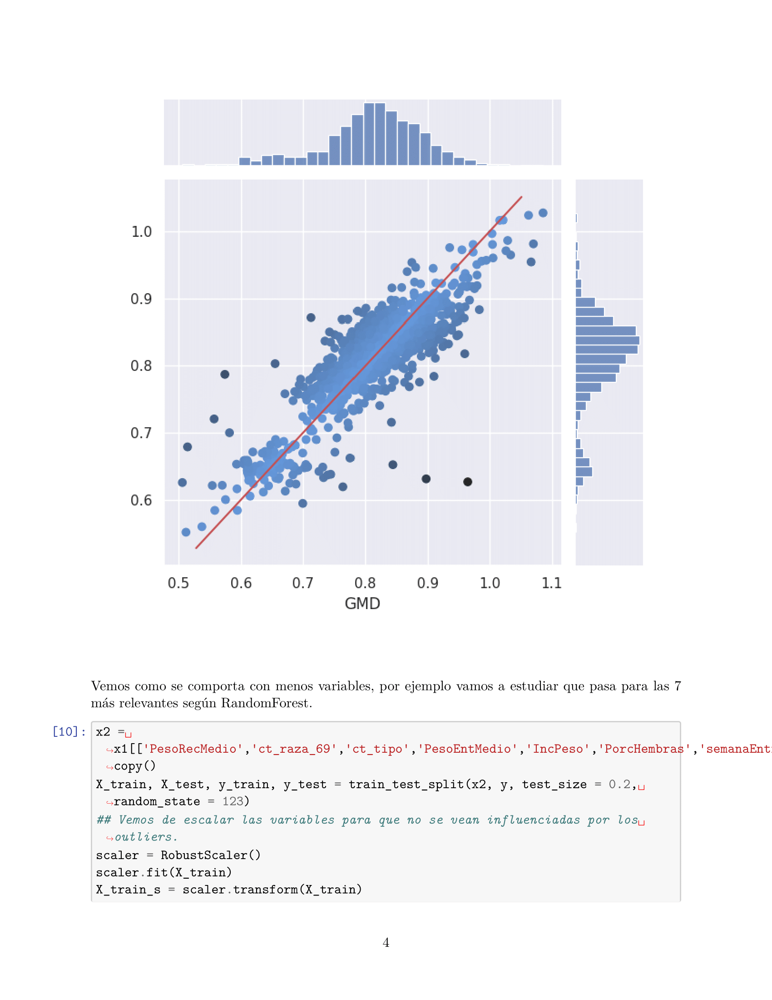 1.0
0.9
0.8
0.7
0.6
0.5 0.6 0.7 0.8 0.9 1.0 1.1
GMD
Vemos como se comporta con menos variables, por ejemplo vamos a estudiar que pasa para las 7
más relevantes según RandomForest.
[10]: x2 =␣
↪x1[['PesoRecMedio','ct_raza_69','ct_tipo','PesoEntMedio','IncPeso','PorcHembras','semanaEnt
↪copy()
X_train, X_test, y_train, y_test = train_test_split(x2, y, test_size = 0.2,␣
↪random_state = 123)
## Vemos de escalar las variables para que no se vean influenciadas por los␣
↪outliers.
scaler = RobustScaler()
scaler.fit(X_train)
X_train_s = scaler.transform(X_train)
4